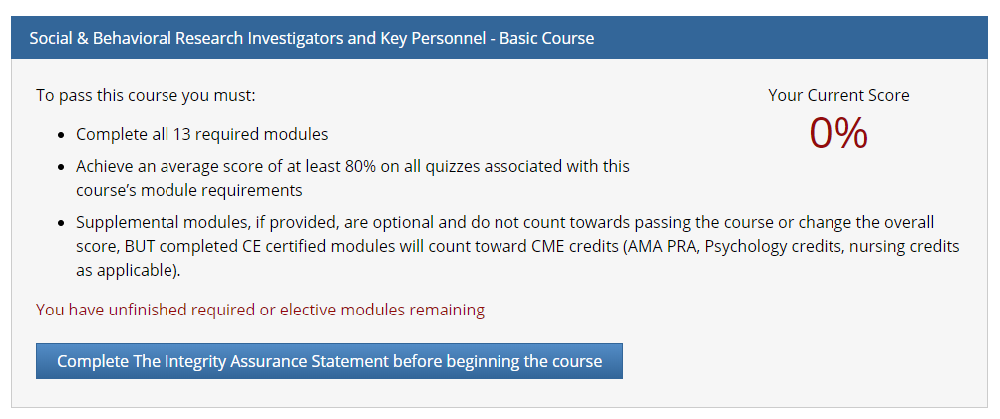 Social & Behavioral Research Investigators and Key Personnel - Basic Course
To pass this course you must:
Your Current Score
0%
• Complete all 13 required modules
• Achieve an average score of at least 80% on all quizzes associated with this
course’s module requirements
• Supplemental modules, if provided, are optional and do not count towards passing the course or change the overall
score, BUT completed CE certified modules will count toward CME credits (AMA PRA, Psychology credits, nursing credits
as applicable).
You have unfinished required or elective modules remaining
Complete The Integrity Assurance Statement before beginning the course